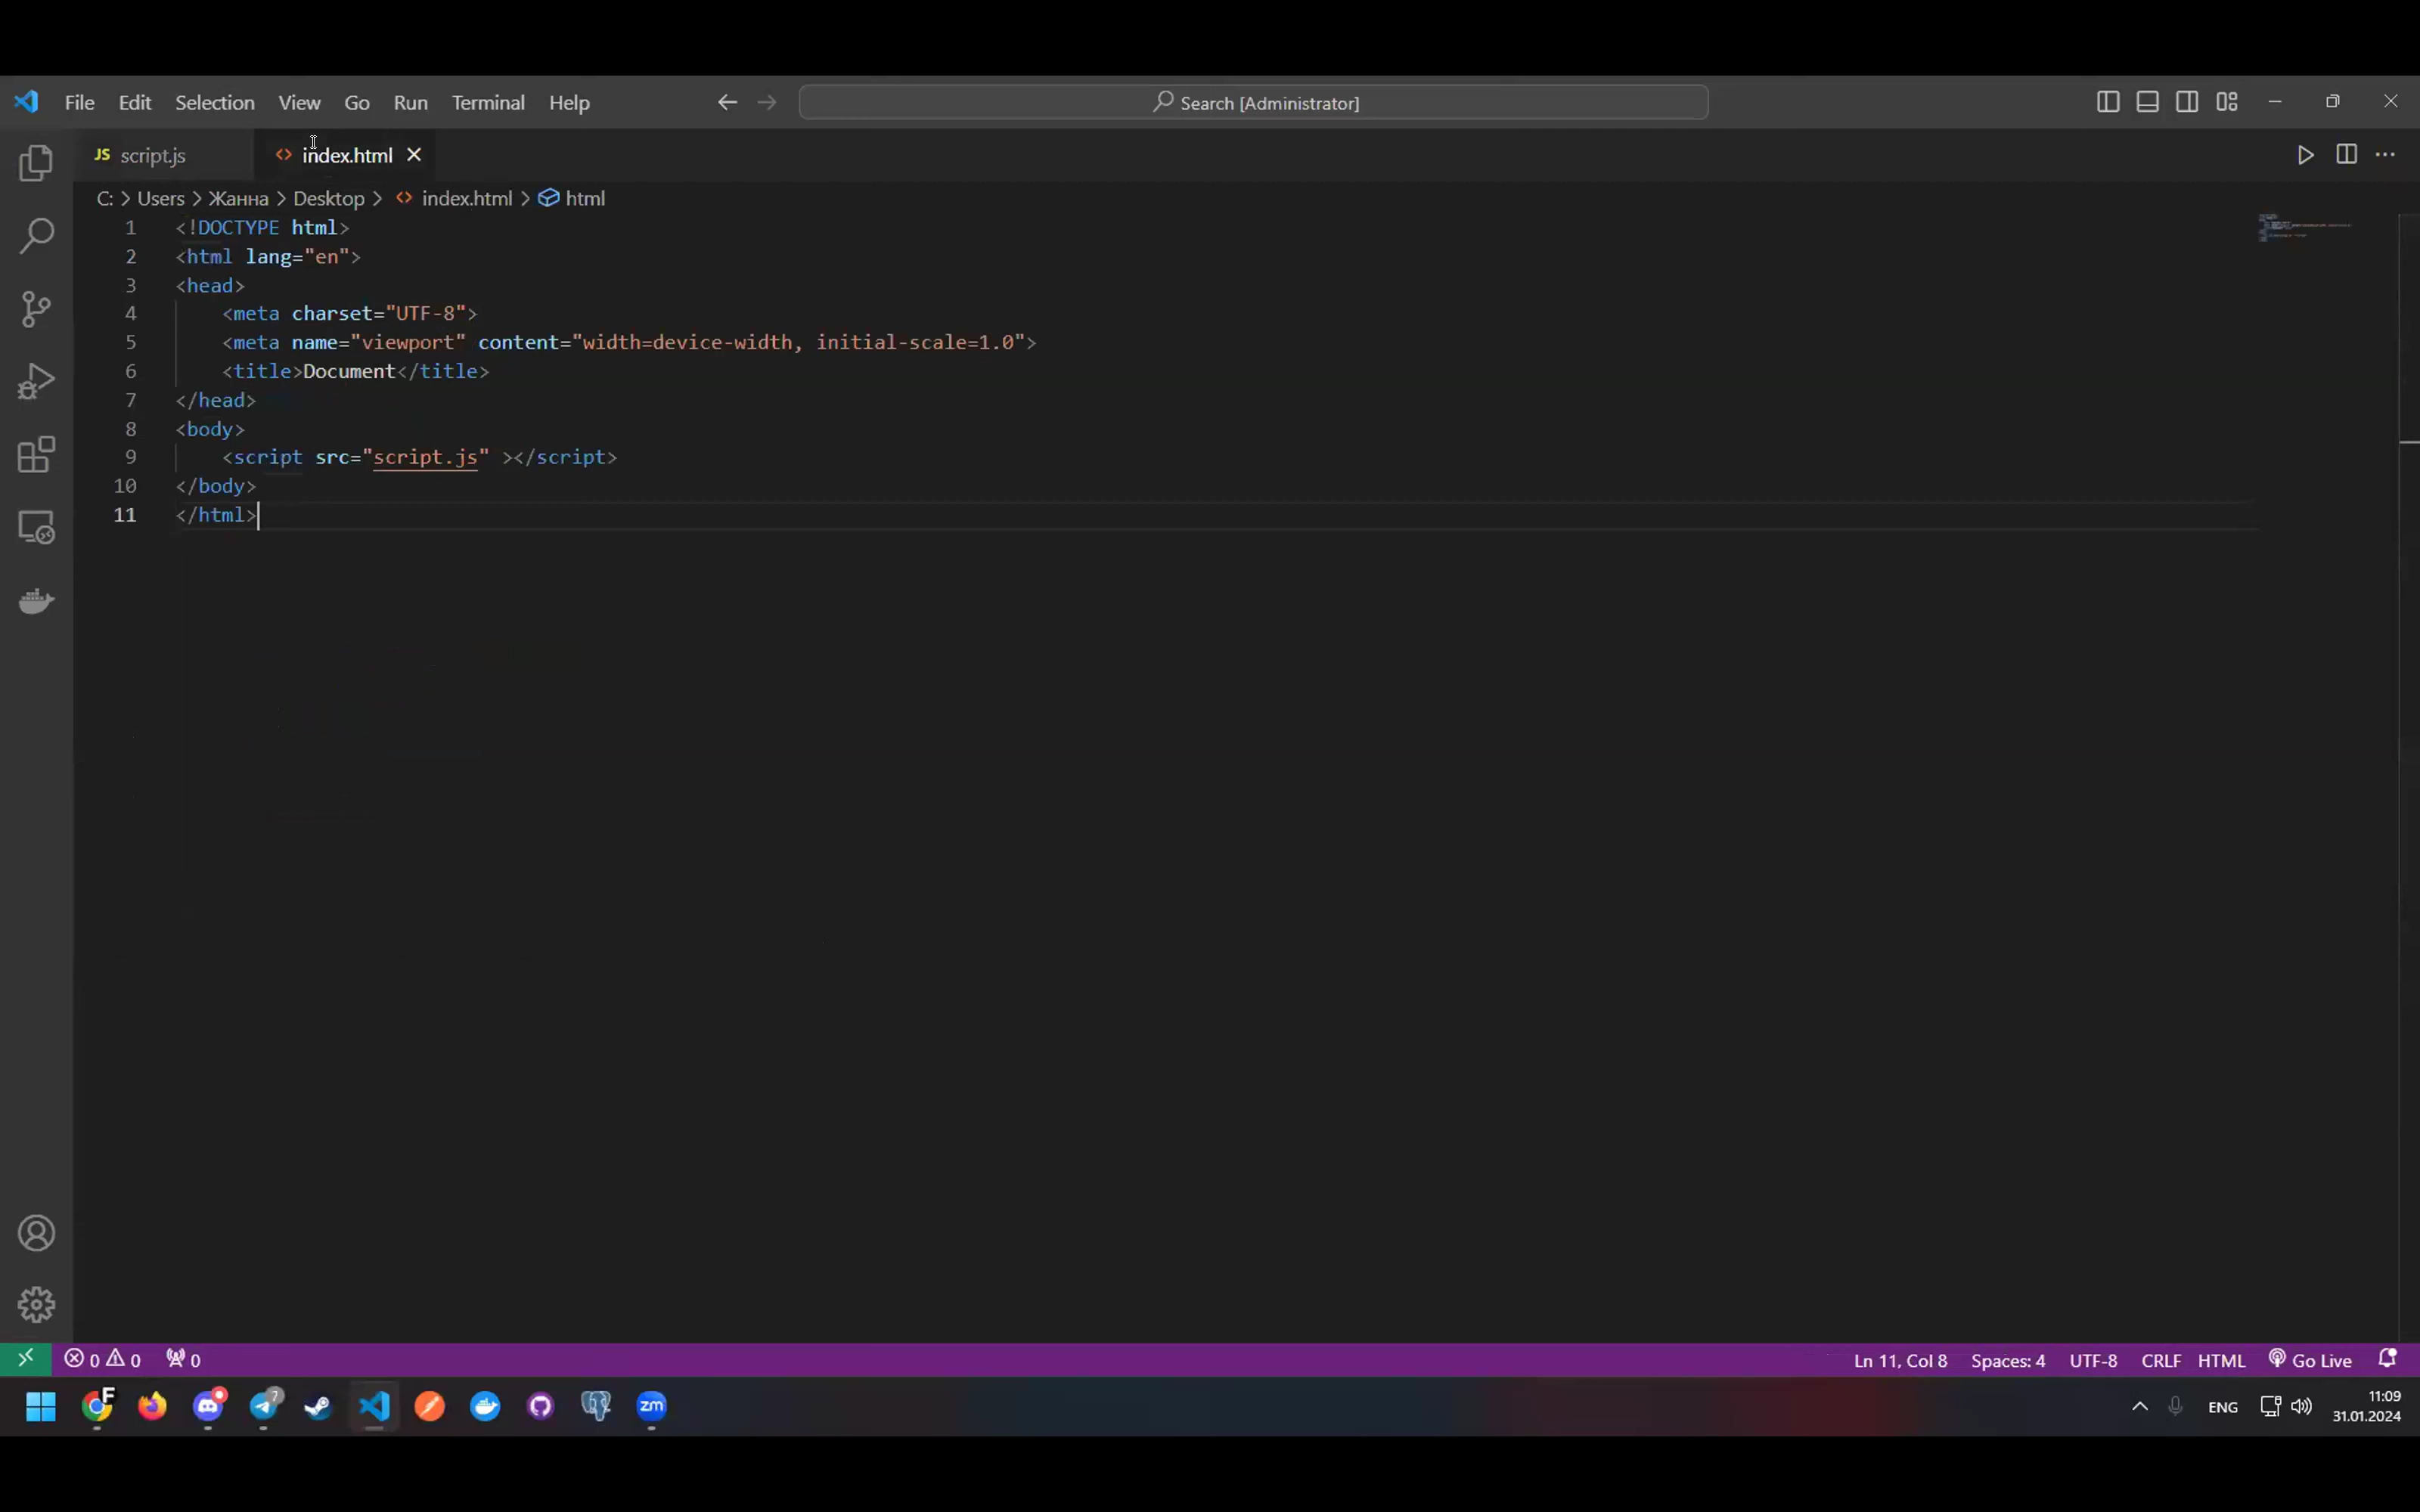 File Edit Selection View Go Run Terminal Help Search [Administrator]
JS script.js <> index.html
C: > Users > Жанна > Desktop > <> index.html > html
1 <!DOCTYPE html>
2 <html lang="en">
3 <head>
4 <meta charset="UTF-8">
5 <meta name="viewport" content="width=device-width, initial-scale=1.0">
6 <title>Document</title>
7 </head>
8 <body>
9 <script src="script.js" ></script>
10 </body>
11 </html>
0 0 0 Ln 11, Col 8 Spaces: 4 UTF-8 CRLF HTML Go Live
F 7 zm ENG 11:09
31.01.2024